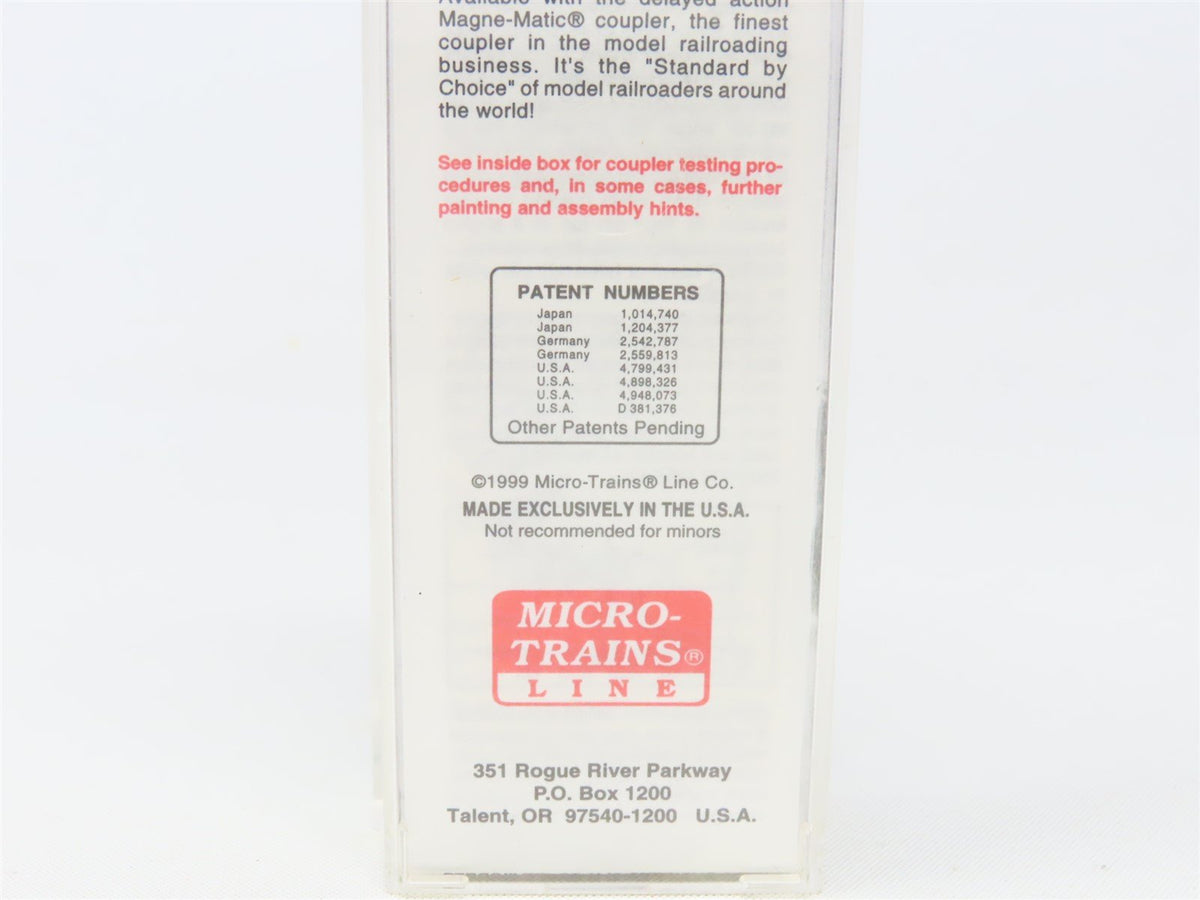 Available with the delayed action
Magne-Matic® coupler, the finest
coupler in the model railroading
business. It's the "Standard by
Choice" of model railroaders around
the world!
See inside box for coupler testing pro-
cedures and, in some cases, further
painting and assembly hints.
PATENT NUMBERS
Japan 1,014,740
Japan 1,204,377
Germany 2,542,787
Germany 2,559,813
U.S.A. 4,799,431
U.S.A. 4,898,326
U.S.A. 4,948,073
U.S.A. D 381,376
Other Patents Pending
©1999 Micro-Trains® Line Co.
MADE EXCLUSIVELY IN THE U.S.A.
Not recommended for minors
MICRO-
TRAINS®
LINE
351 Rogue River Parkway
P.O. Box 1200
Talent, OR 97540-1200 U.S.A.